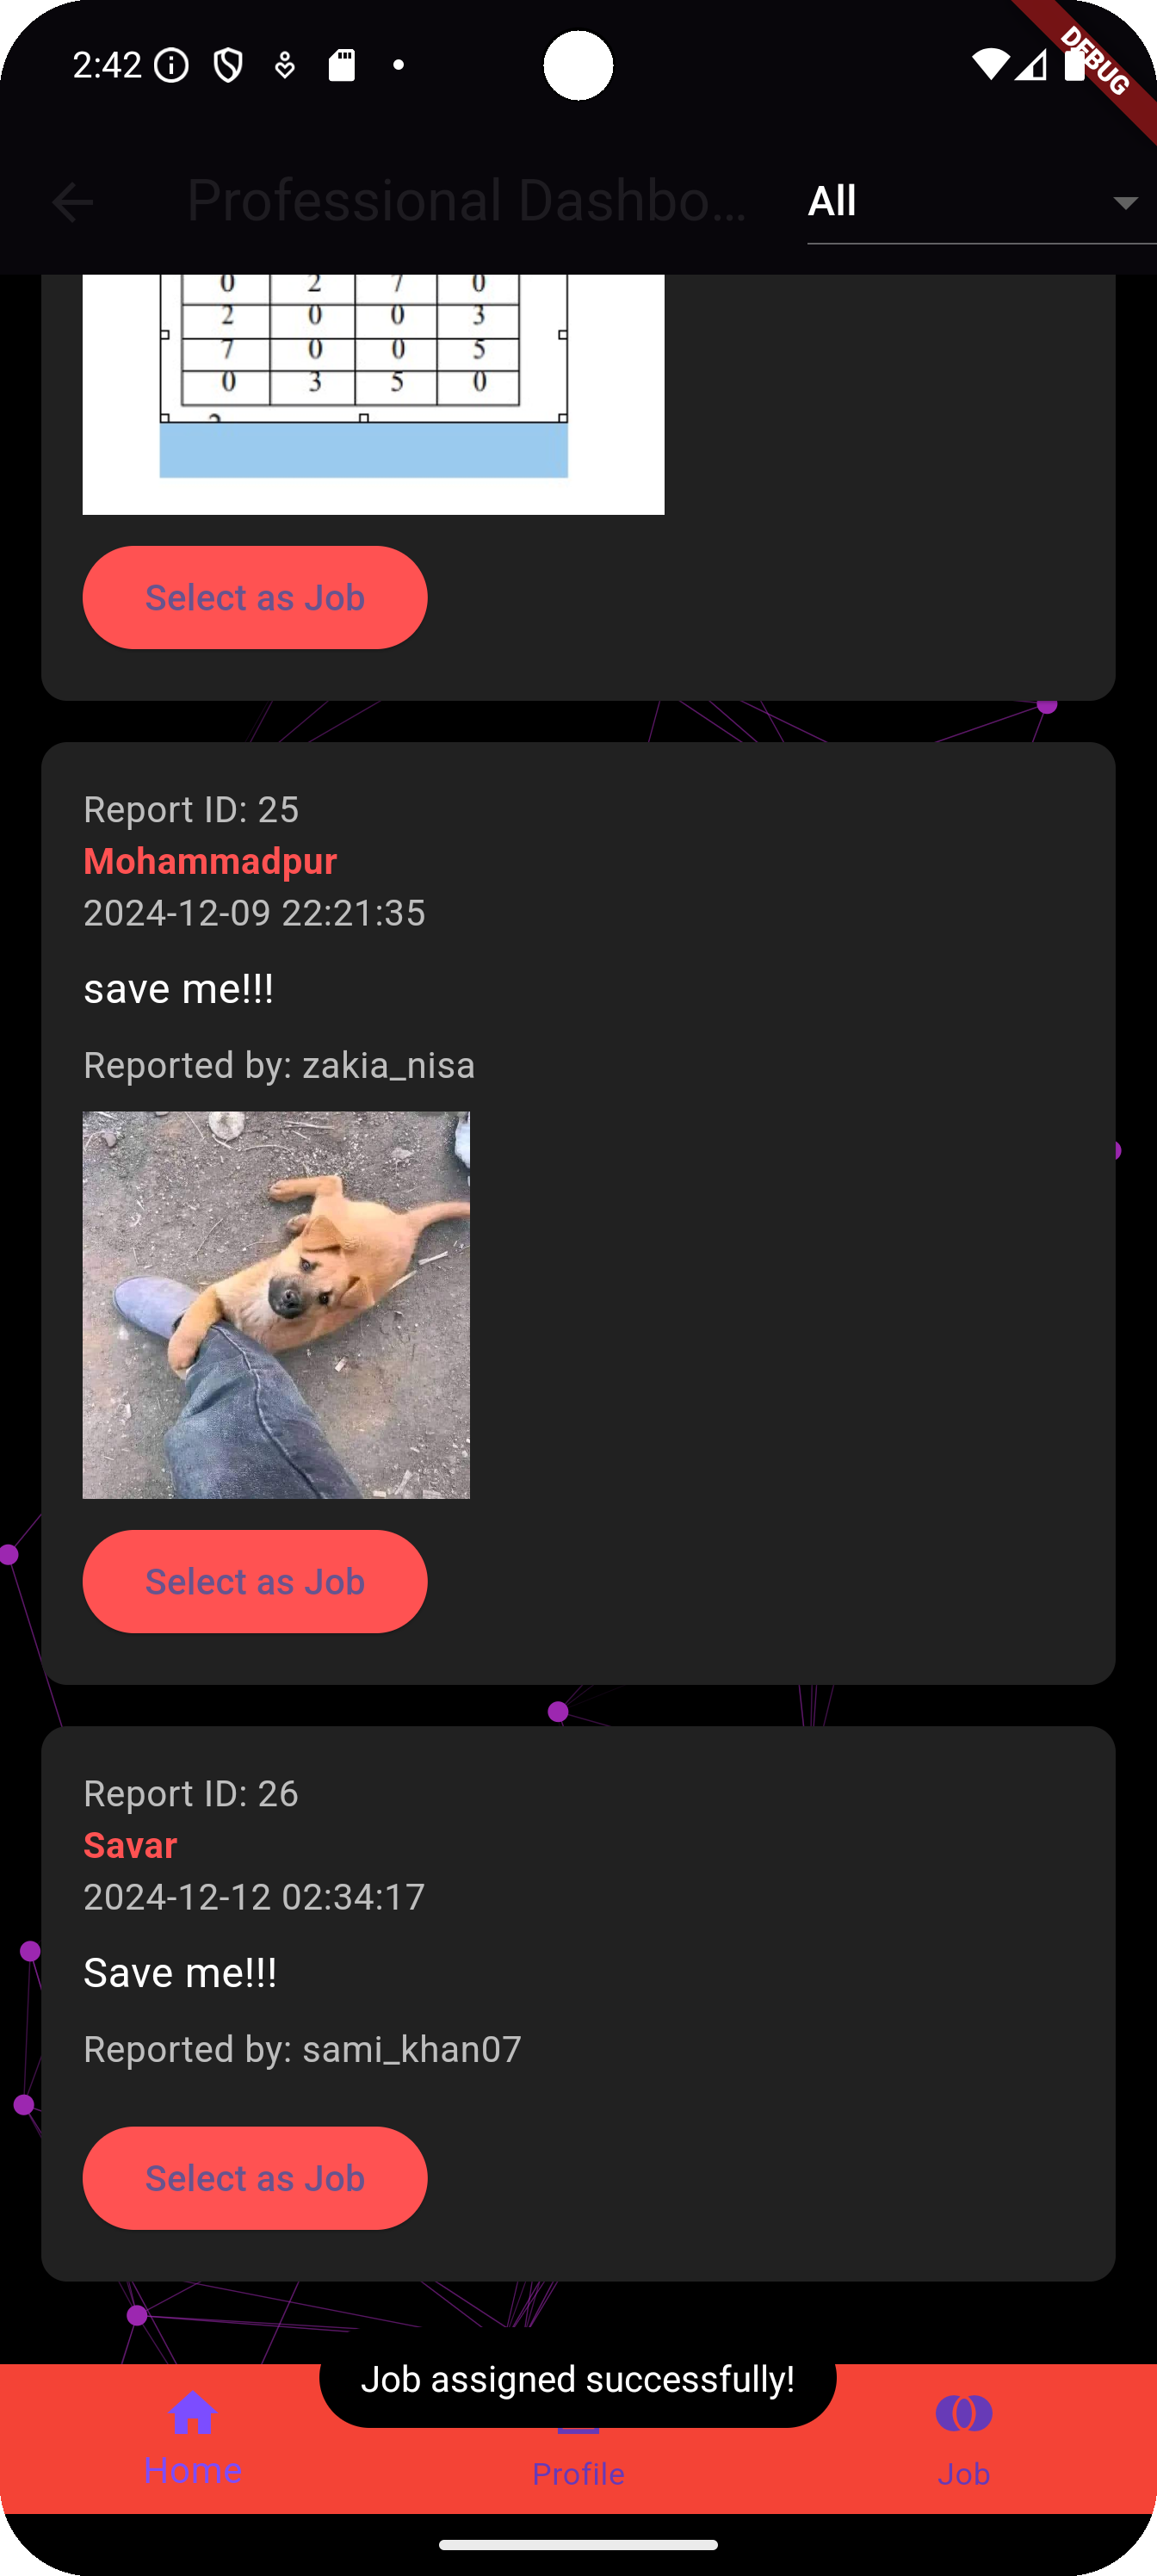 2:42
DEBUG
Professional Dashbo...
All
0 2 7 0
2 0 0 3
7 0 0 5
0 3 5 0
Select as Job
Report ID: 25
Mohammadpur
2024-12-09 22:21:35
save me!!!
Reported by: zakia_nisa
Select as Job
Report ID: 26
Savar
2024-12-12 02:34:17
Save me!!!
Reported by: sami_khan07
Select as Job
Job assigned successfully!
Home Profile Job